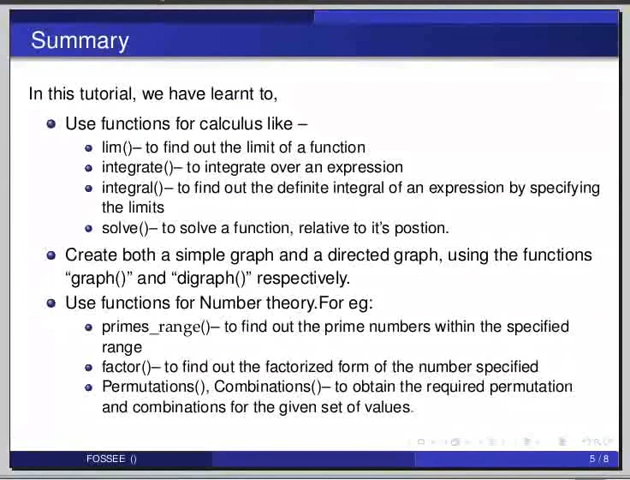 Summary
In this tutorial, we have learnt to,
Use functions for calculus like –
lim()– to find out the limit of a function
integrate()– to integrate over an expression
integral()– to find out the definite integral of an expression by specifying
the limits
solve()– to solve a function, relative to it's postion.
Create both a simple graph and a directed graph, using the functions
“graph()” and “digraph()” respectively.
Use functions for Number theory.For eg:
primes_range()– to find out the prime numbers within the specified
range
factor()– to find out the factorized form of the number specified
Permutations(), Combinations()– to obtain the required permutation
and combinations for the given set of values.
FOSSEE ()
5 / 8